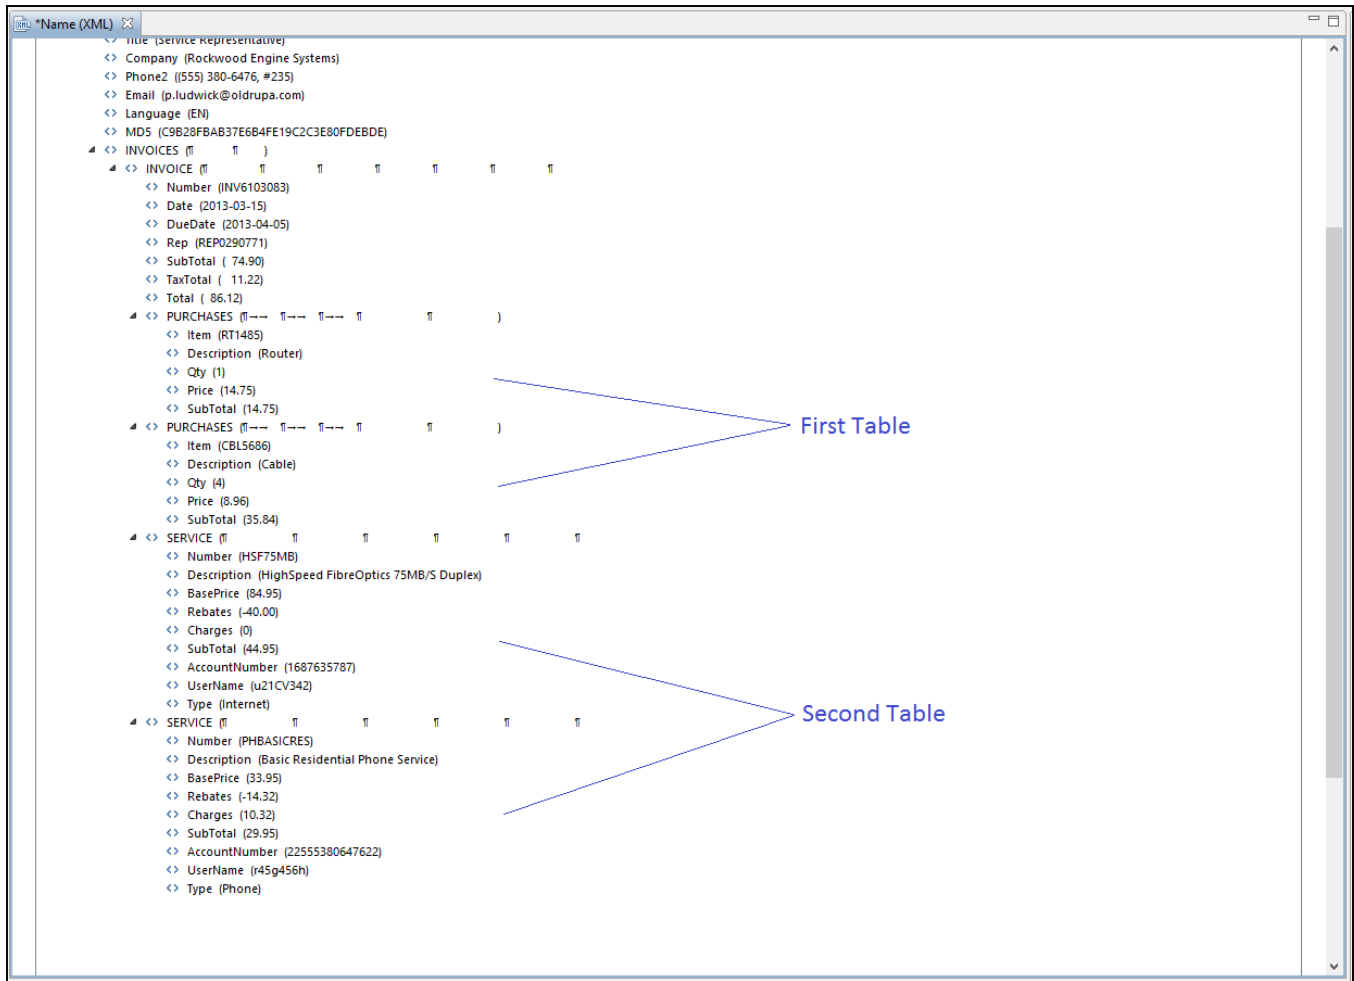 *Name (XML)
Title (Service Representative)
Company (Rockwood Engine Systems)
Phone2 ((555) 380-6476, #235)
Email (p.ludwick@oldrupa.com)
Language (EN)
MD5 (C9B28FBAB37E6B4FE19C2C3E80FDEBDE)
INVOICES (¶ ¶ )
INVOICE (¶ ¶ ¶ ¶ ¶ ¶ ¶
Number (INV6103083)
Date (2013-03-15)
DueDate (2013-04-05)
Rep (REP0290771)
SubTotal ( 74.90)
TaxTotal ( 11.22)
Total ( 86.12)
PURCHASES (¶→→ ¶→→ ¶→→ ¶ ¶ )
Item (RT1485)
Description (Router)
Qty (1)
Price (14.75)
SubTotal (14.75)
PURCHASES (¶→→ ¶→→ ¶→→ ¶ ¶ )
First Table
Item (CBL5686)
Description (Cable)
Qty (4)
Price (8.96)
SubTotal (35.84)
SERVICE (¶ ¶ ¶ ¶ ¶ ¶
Number (HSF75MB)
Description (HighSpeed FibreOptics 75MB/S Duplex)
BasePrice (84.95)
Rebates (-40.00)
Charges (0)
SubTotal (44.95)
AccountNumber (1687635787)
UserName (u21CV342)
Type (Internet)
Second Table
SERVICE (¶ ¶ ¶ ¶ ¶ ¶
Number (PHBASICRES)
Description (Basic Residential Phone Service)
BasePrice (33.95)
Rebates (-14.32)
Charges (10.32)
SubTotal (29.95)
AccountNumber (22555380647622)
UserName (r45g456h)
Type (Phone)